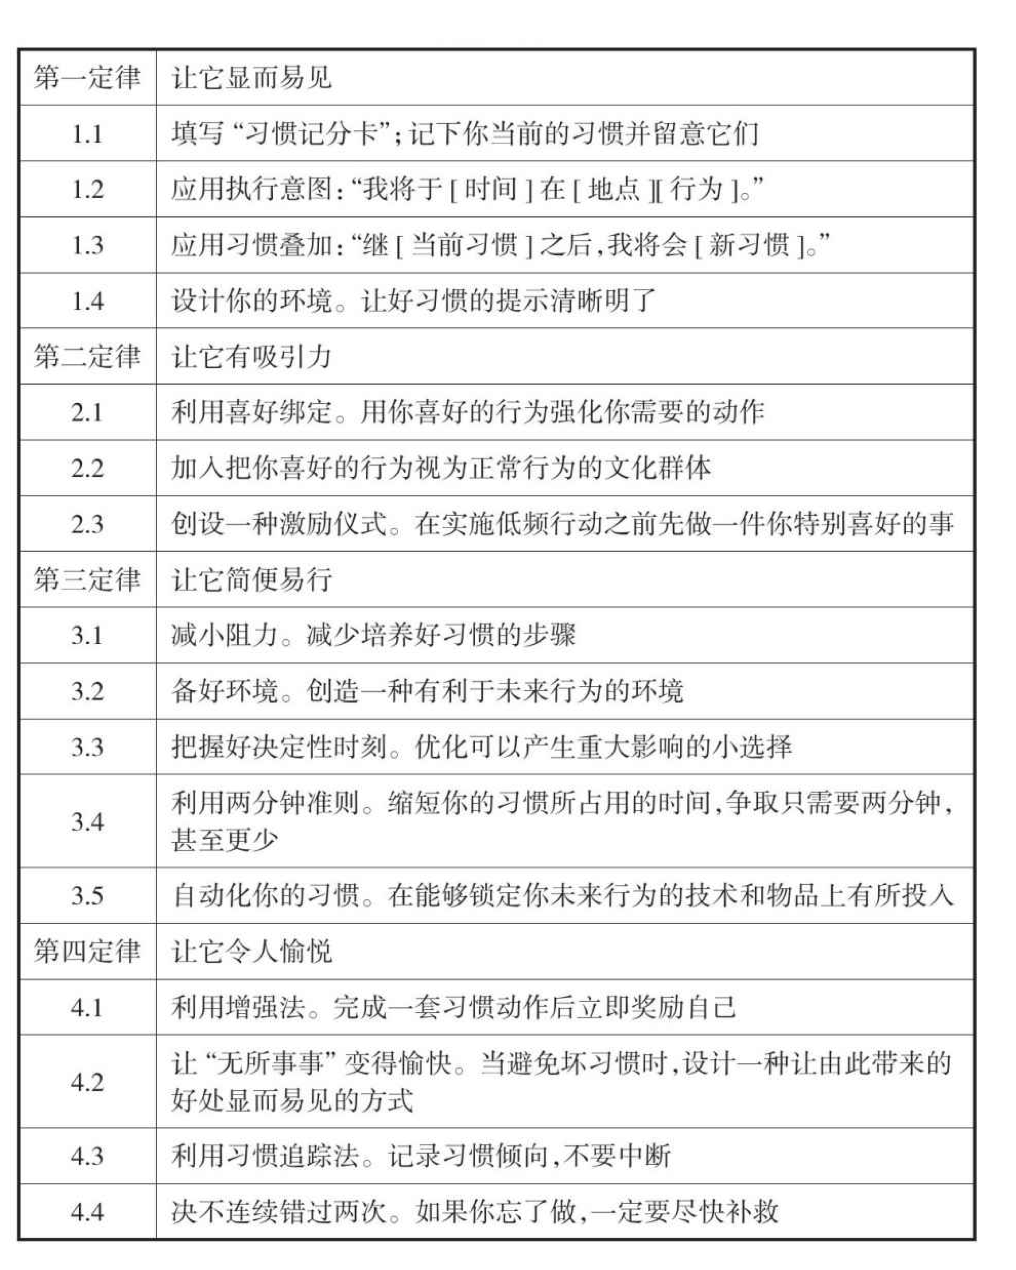 第一定律 让它显而易见
1.1 填写“习惯记分卡”;记下你当前的习惯并留意它们
1.2 应用执行意图:“我将于[时间]在[地点][行为]。”
1.3 应用习惯叠加:“继[当前习惯]之后,我将会[新习惯]。”
1.4 设计你的环境。让好习惯的提示清晰明了
第二定律 让它有吸引力
2.1 利用喜好绑定。用你喜好的行为强化你需要的动作
2.2 加入把你喜好的行为视为正常行为的文化群体
2.3 创设一种激励仪式。在实施低频行动之前先做一件你特别喜好的事
第三定律 让它简便易行
3.1 减小阻力。减少培养好习惯的步骤
3.2 备好环境。创造一种有利于未来行为的环境
3.3 把握好决定性时刻。优化可以产生重大影响的小选择
3.4 利用两分钟准则。缩短你的习惯所占用的时间,争取只需要两分钟,
甚至更少
3.5 自动化你的习惯。在能够锁定你未来行为的技术和物品上有所投入
第四定律 让它令人愉悦
4.1 利用增强法。完成一套习惯动作后立即奖励自己
4.2 让“无所事事”变得愉快。当避免坏习惯时,设计一种让由此带来的
好处显而易见的方式
4.3 利用习惯追踪法。记录习惯倾向,不要中断
4.4 决不连续错过两次。如果你忘了做,一定要尽快补救